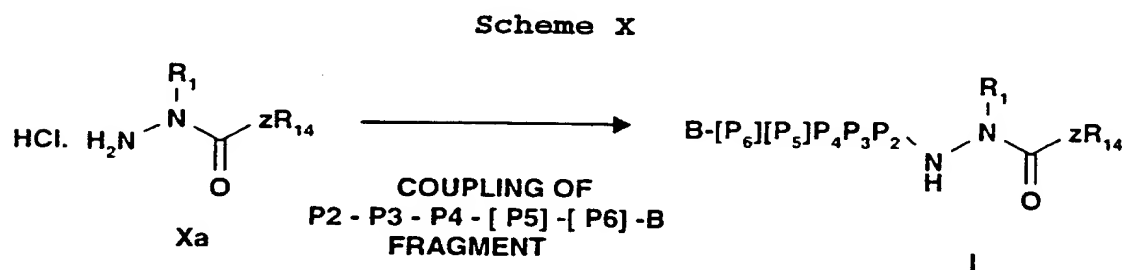 Scheme X
R₁
HCl. H₂N N zR₁₄
O
Xa
COUPLING OF
P2 - P3 - P4 - [ P5] -[ P6] -B
FRAGMENT
R₁
B-[P₆][P₅]P₄P₃P₂ N N zR₁₄
H
O
I